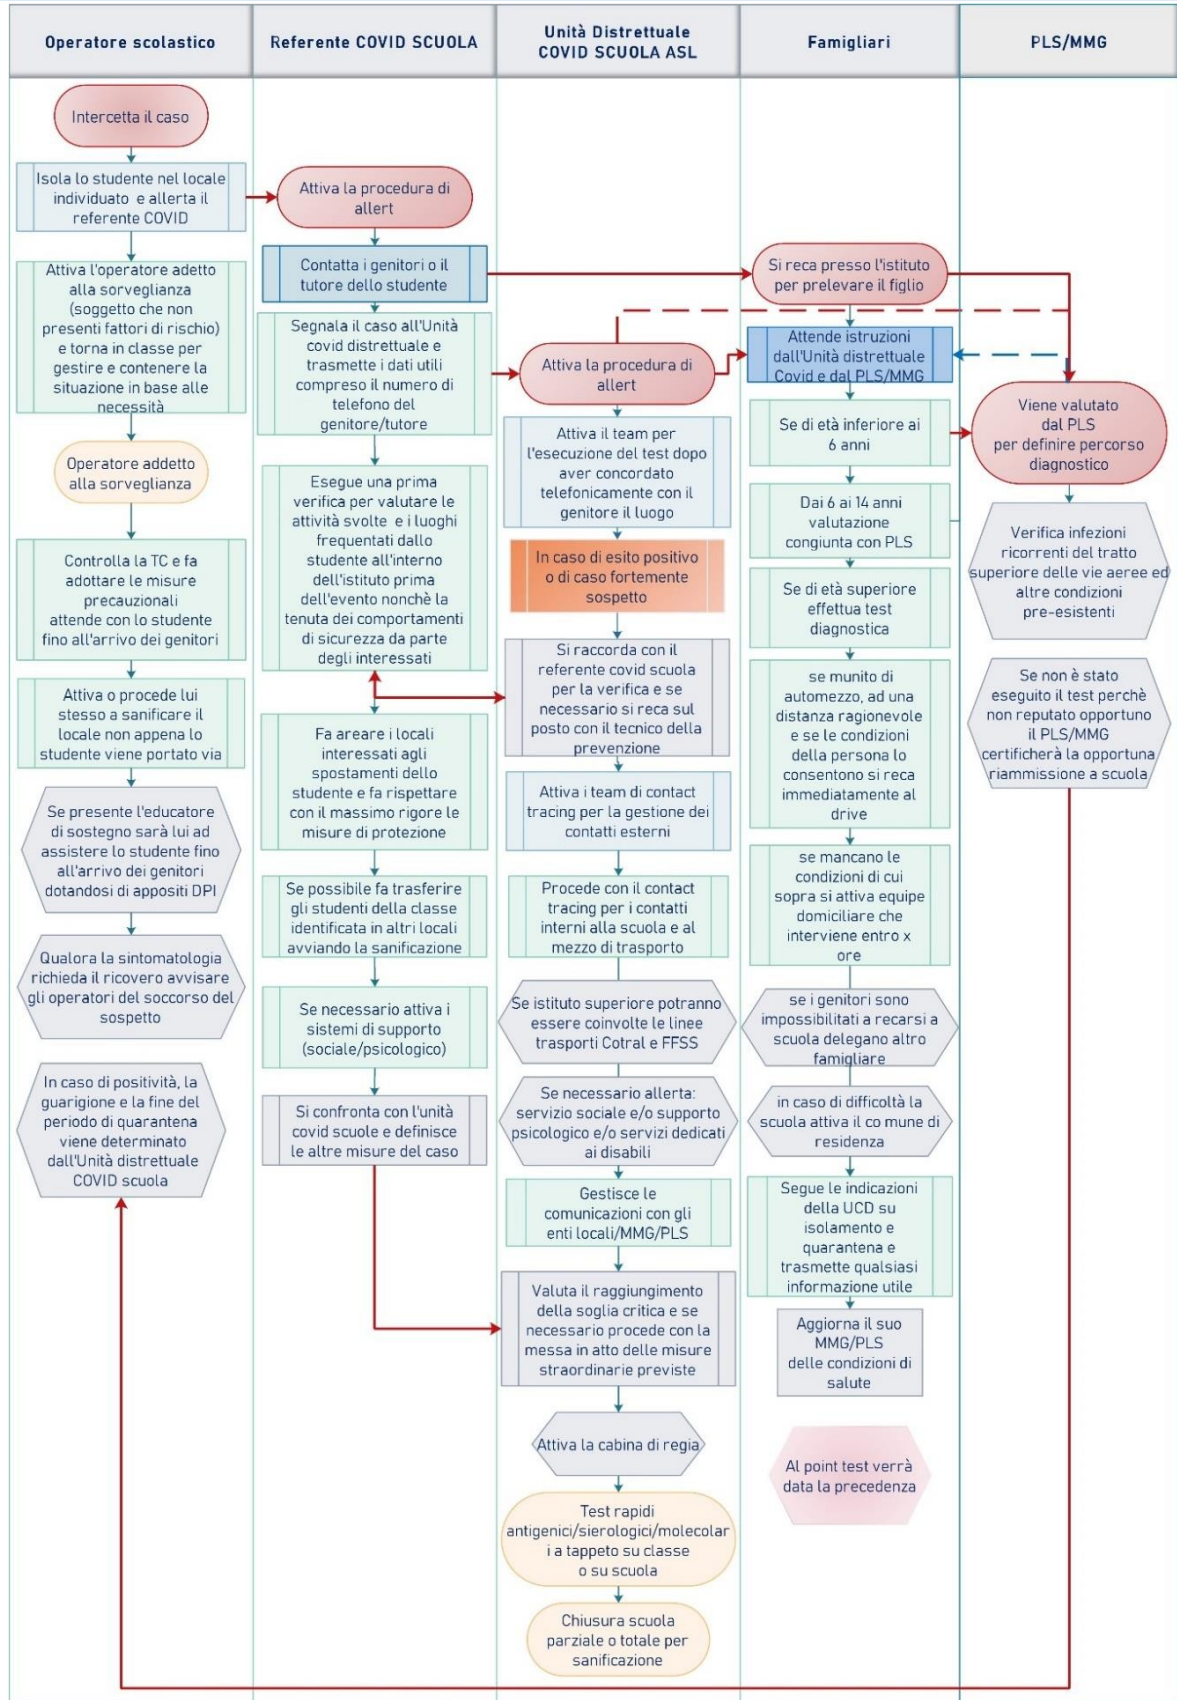 Operatore scolastico
Referente COVID SCUOLA
Unità Distrettuale
COVID SCUOLA ASL
Famigliari
PLS/MMG
Intercetta il caso
Isola lo studente nel locale
individuato e allerta il
referente COVID
Attiva l'operatore adetto
alla sorveglianza
(soggetto che non
presenti fattori di rischio)
e torna in classe per
gestire e contenere la
situazione in base alle
necessità
Operatore addetto
alla sorveglianza
Controlla la TC e fa
adottare le misure
precauzionali
attende con lo studente
fino all'arrivo dei genitori
Attiva o procede lui
stesso a sanificare il
locale non appena lo
studente viene portato via
Se presente l'educatore
di sostegno sarà lui ad
assistere lo studente fino
all'arrivo dei genitori
dotandosi di appositi DPI
Qualora la sintomatologia
richieda il ricovero avvisare
gli operatori del soccorso del
sospetto
In caso di positività, la
guarigione e la fine del
periodo di quarantena
viene determinato
dall'Unità distrettuale
COVID scuola
Attiva la procedura di
allert
Contatta i genitori o il
tutore dello studente
Segnala il caso all'Unità
covid distrettuale e
trasmette i dati utili
compreso il numero di
telefono del
genitore/tutore
Esegue una prima
verifica per valutare le
attività svolte e i luoghi
frequentati dallo
studente all'interno
dell'istituto prima
dell'evento nonchè la
tenuta dei comportamenti
di sicurezza da parte
degli interessati
Fa areare i locali
interessati agli
spostamenti dello
studente e fa rispettare
con il massimo rigore le
misure di protezione
Se possibile fa trasferire
gli studenti della classe
identificata in altri locali
avviando la sanificazione
Se necessario attiva i
sistemi di supporto
(sociale/psicologico)
Si confronta con l'unità
covid scuole e definisce
le altre misure del caso
Attiva la procedura di
allert
Attiva il team per
l'esecuzione del test dopo
aver concordato
telefonicamente con il
genitore il luogo
In caso di esito positivo
o di caso fortemente
sospetto
Si raccorda con il
referente covid scuola
per la verifica e se
necessario si reca sul
posto con il tecnico della
prevenzione
Attiva i team di contact
tracing per la gestione dei
contatti esterni
Procede con il contact
tracing per i contatti
interni alla scuola e al
mezzo di trasporto
Se istituto superiore potranno
essere coinvolte le linee
trasporti Cotral e FFSS
Se necessario allerta:
servizio sociale e/o supporto
psicologico e/o servizi dedicati
ai disabili
Gestisce le
comunicazioni con gli
enti locali/MMG/PLS
Valuta il raggiungimento
della soglia critica e se
necessario procede con la
messa in atto delle misure
straordinarie previste
Attiva la cabina di regia
Test rapidi
antigenici/sierologici/molecolar
i a tappeto su classe
o su scuola
Chiusura scuola
parziale o totale per
sanificazione
Si reca presso l'istituto
per prelevare il figlio
Attende istruzioni
dall'Unità distrettuale
Covid e dal PLS/MMG
Se di età inferiore ai
6 anni
Dai 6 ai 14 anni
valutazione
congiunta con PLS
Se di età superiore
effettua test
diagnostica
se munito di
automezzo, ad una
distanza ragionevole
e se le condizioni
della persona lo
consentono si reca
immediatamente al
drive
se mancano le
condizioni di cui
sopra si attiva equipe
domiciliare che
interviene entro x
ore
se i genitori sono
impossibilitati a recarsi a
scuola delegano altro
famigliare
in caso di difficoltà la
scuola attiva il co mune di
residenza
Segue le indicazioni
della UCD su
isolamento e
quarantena e
trasmette qualsiasi
informazione utile
Aggiorna il suo
MMG/PLS
delle condizioni di
salute
Al point test verrà
data la precedenza
Viene valutato
dal PLS
per definire percorso
diagnostico
Verifica infezioni
ricorrenti del tratto
superiore delle vie aeree ed
altre condizioni
pre-esistenti
Se non è stato
eseguito il test perchè
non reputato opportuno
il PLS/MMG
certificherà la opportuna
riammissione a scuola